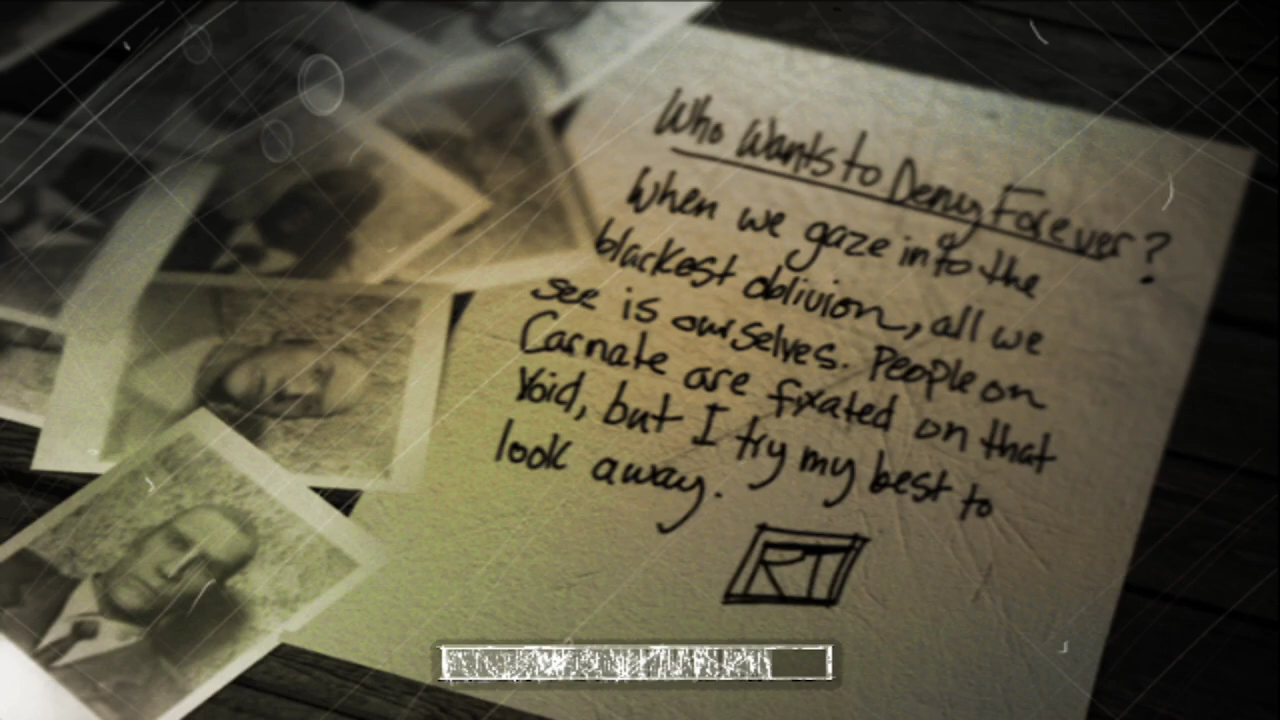 Who Wants to Deny Forever?
When we gaze into the
blackest oblivion, all we
see is ourselves. People on
Carnate are fixated on that
Void, but I try my best to
look away.
RT